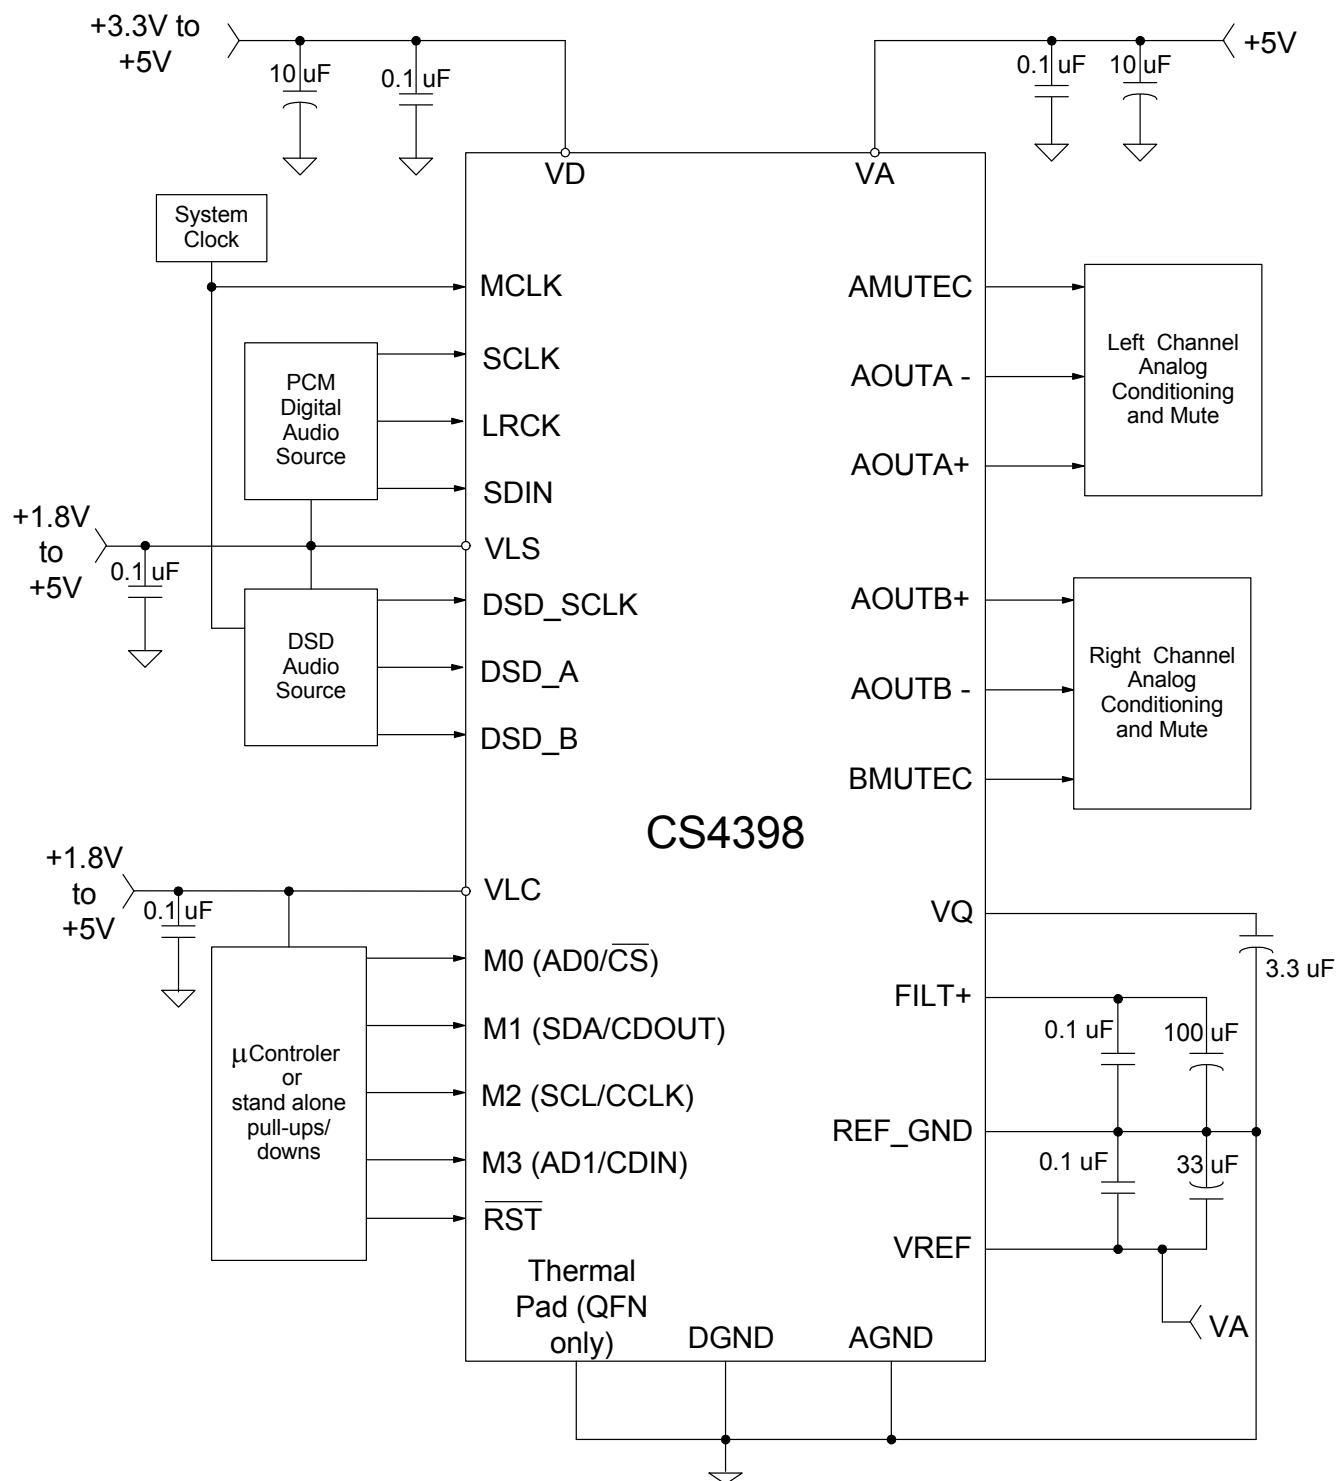 +3.3V to
+5V
10 uF
0.1 uF
0.1 uF
10 uF
+5V
VD
VA
System
Clock
MCLK
AMUTEC
SCLK
PCM
Digital
Audio
Source
LRCK
SDIN
AOUTA -
AOUTA+
Left Channel
Analog
Conditioning
and Mute
+1.8V
to
+5V
0.1 uF
VLS
DSD_SCLK
DSD
Audio
Source
DSD_A
DSD_B
AOUTB+
AOUTB -
BMUTEC
Right Channel
Analog
Conditioning
and Mute
CS4398
+1.8V
to
+5V
0.1 uF
VLC
VQ
3.3 uF
M0 (AD0/C̅S̅)
FILT+
0.1 uF
100 uF
M1 (SDA/CDOUT)
µControler
or
stand alone
pull-ups/
downs
M2 (SCL/CCLK)
REF_GND
0.1 uF
33 uF
M3 (AD1/CDIN)
R̅S̅T̅
VREF
VA
Thermal
Pad (QFN
only)
DGND
AGND